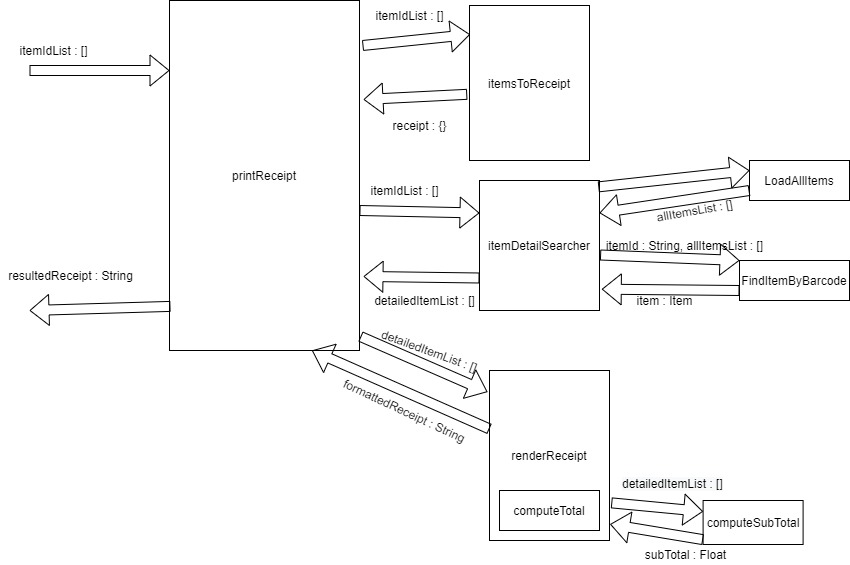 itemIdList : []
itemIdList : []
itemsToReceipt
receipt : {}
printReceipt
itemIdList : []
LoadAllItems
allItemsList : []
itemDetailSearcher
itemId : String, allItemsList : []
resultedReceipt : String
FindItemByBarcode
detailedItemList : []
item : Item
detailedItemList : []
formattedReceipt : String
renderReceipt
detailedItemList : []
computeTotal
computeSubTotal
subTotal : Float